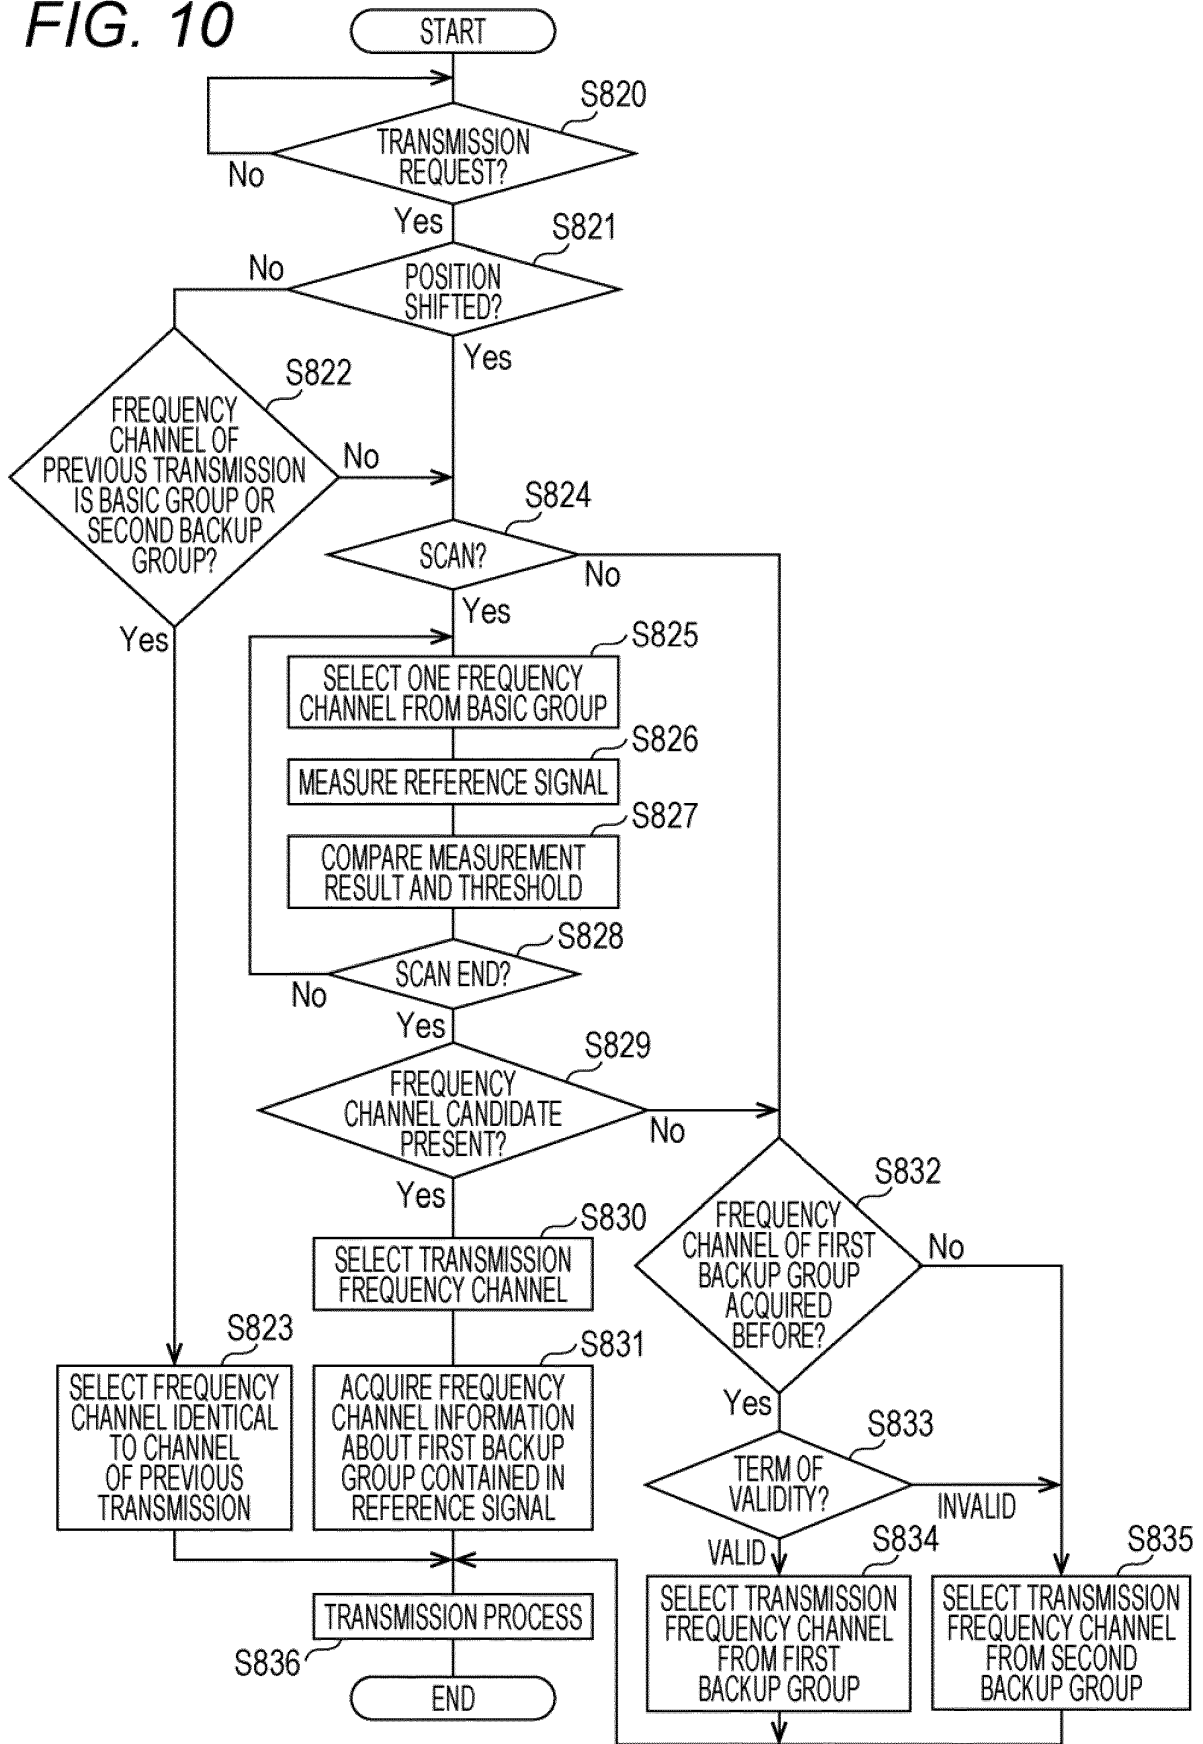 FIG. 10
START
S820
TRANSMISSION
REQUEST?
No
Yes
S821
No
POSITION
SHIFTED?
Yes
S822
FREQUENCY
CHANNEL OF
PREVIOUS TRANSMISSION
IS BASIC GROUP OR
SECOND BACKUP
GROUP?
No
Yes
S824
SCAN?
No
Yes
S825
SELECT ONE FREQUENCY
CHANNEL FROM BASIC GROUP
S826
MEASURE REFERENCE SIGNAL
S827
COMPARE MEASUREMENT
RESULT AND THRESHOLD
S828
SCAN END?
No
Yes
S829
FREQUENCY
CHANNEL CANDIDATE
PRESENT?
No
Yes
S830
SELECT TRANSMISSION
FREQUENCY CHANNEL
S832
FREQUENCY
CHANNEL OF FIRST
BACKUP GROUP
ACQUIRED
BEFORE?
No
Yes
S823
SELECT FREQUENCY
CHANNEL IDENTICAL
TO CHANNEL
OF PREVIOUS
TRANSMISSION
S831
ACQUIRE FREQUENCY
CHANNEL INFORMATION
ABOUT FIRST BACKUP
GROUP CONTAINED IN
REFERENCE SIGNAL
S833
TERM OF
VALIDITY?
INVALID
VALID
S834
SELECT TRANSMISSION
FREQUENCY CHANNEL
FROM FIRST
BACKUP GROUP
S835
SELECT TRANSMISSION
FREQUENCY CHANNEL
FROM SECOND
BACKUP GROUP
TRANSMISSION PROCESS
S836
END